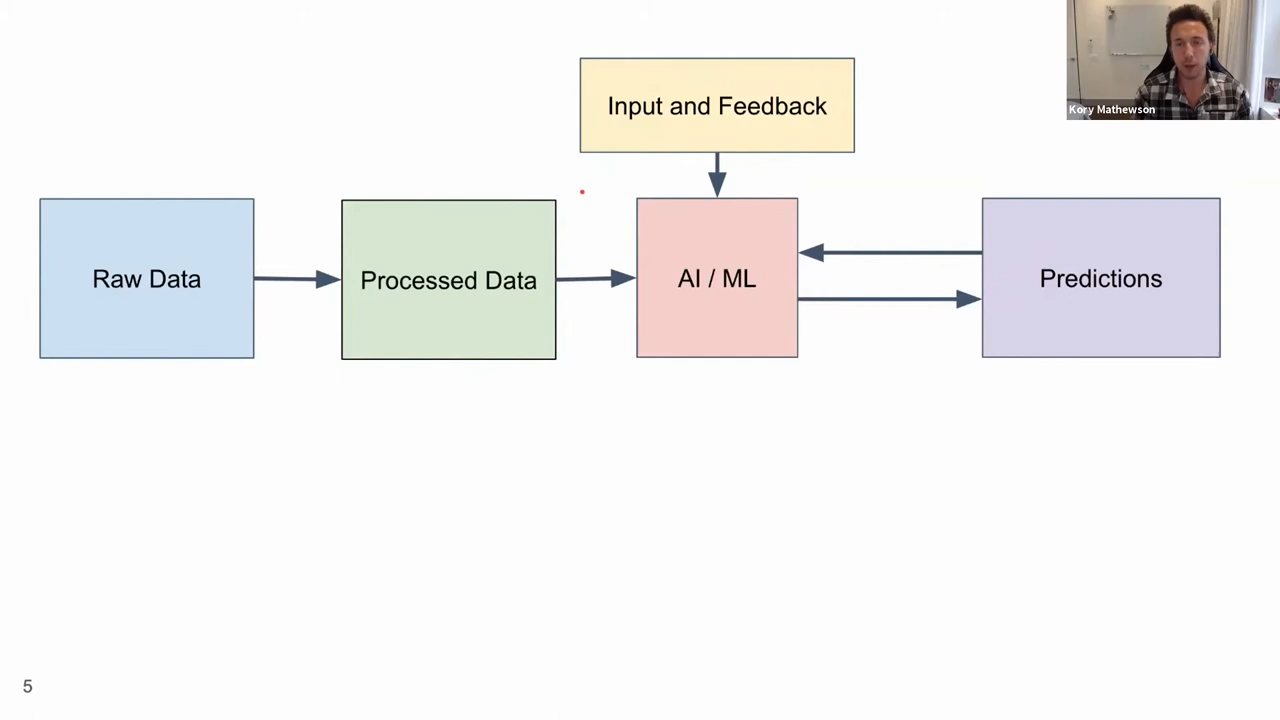 Kory Mathewson
Input and Feedback
Raw Data
Processed Data
AI / ML
Predictions
5